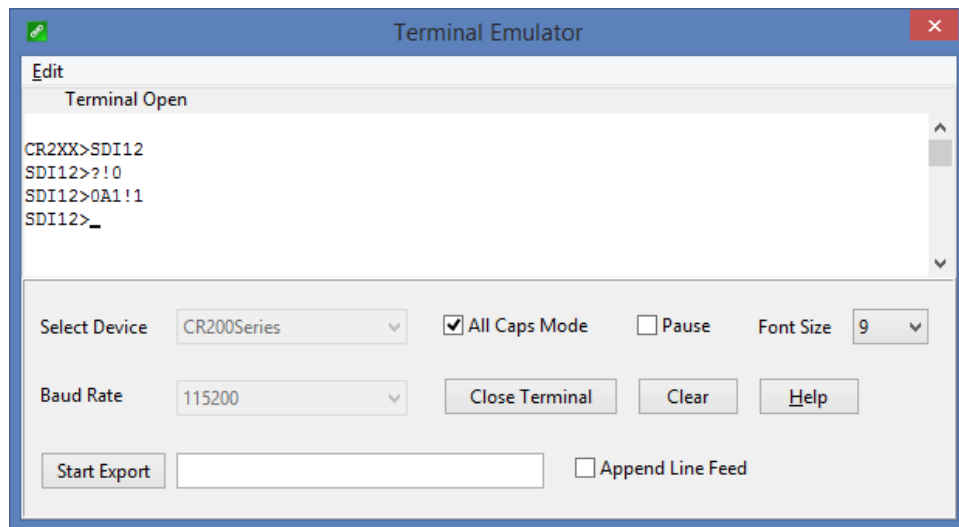 Terminal Emulator
Edit
Terminal Open
CR2XX>SDI12
SDI12>?!0
SDI12>0A1!1
SDI12>_
Select Device CR200Series All Caps Mode Pause Font Size 9
Baud Rate 115200 Close Terminal Clear Help
Start Export Append Line Feed